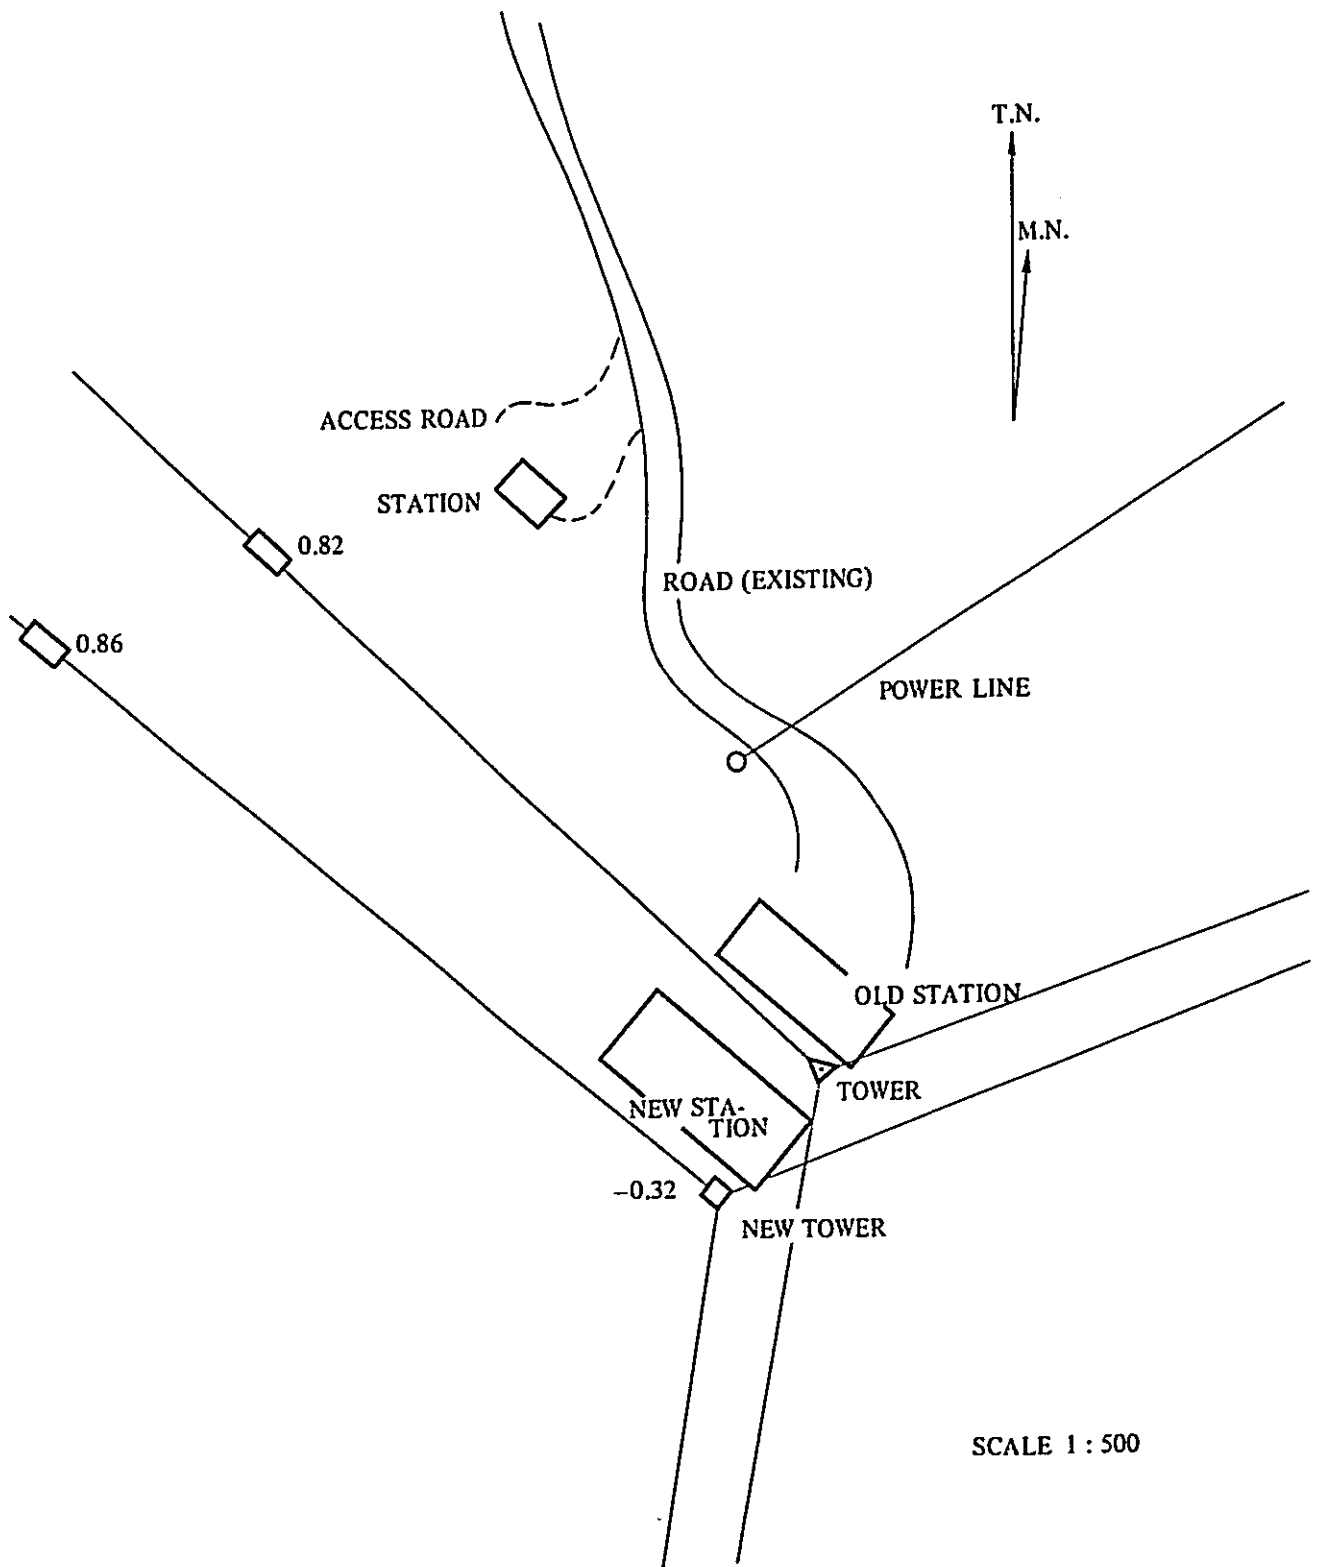 T.N.
M.N.
ACCESS ROAD
STATION
0.82
ROAD (EXISTING)
0.86
POWER LINE
OLD STATION
TOWER
NEW STA-
TION
−0.32
NEW TOWER
SCALE 1 : 500